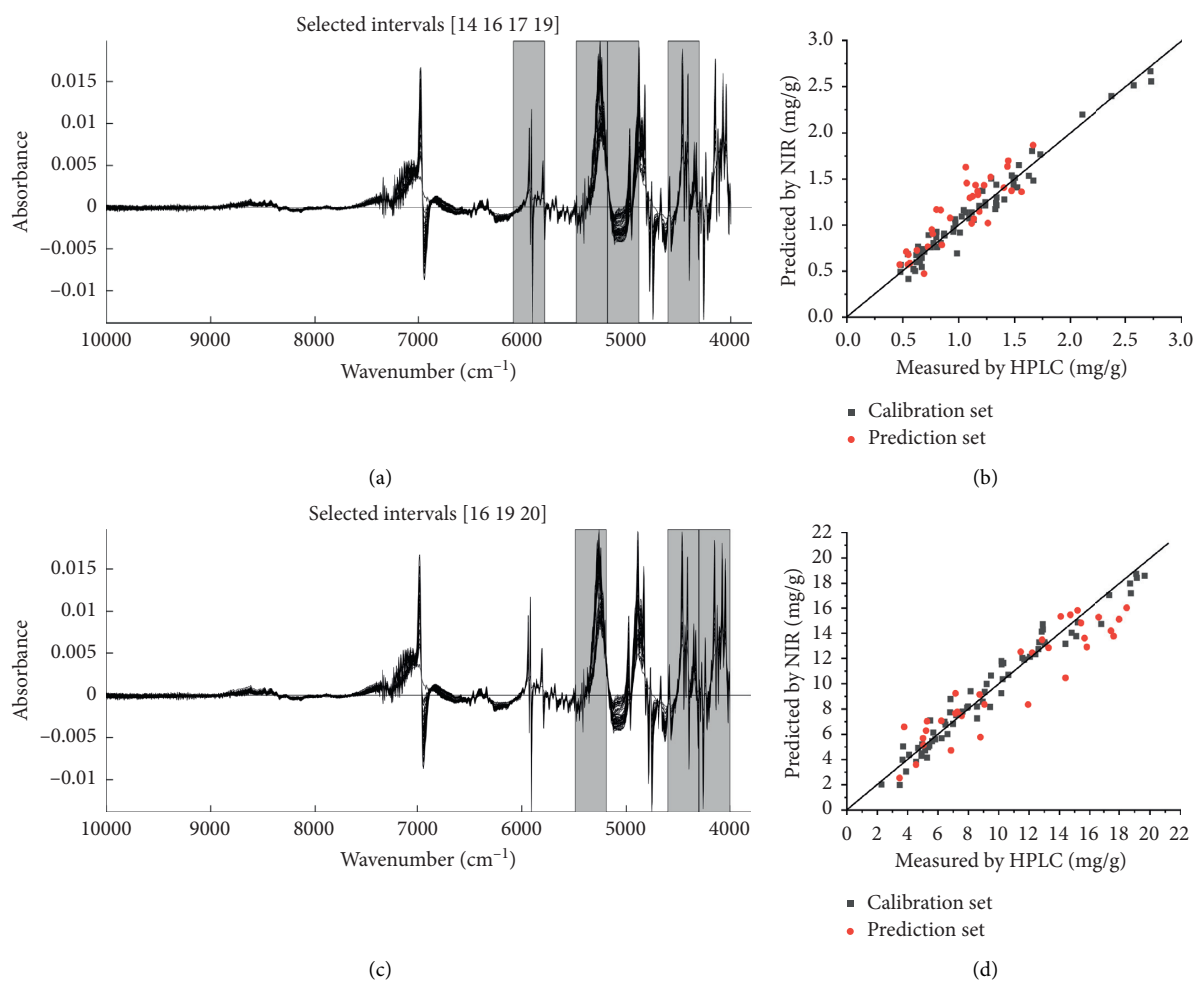 Selected intervals [14 16 17 19]
0.015
0.01
0.005
0
−0.005
−0.01
Absorbance
10000 9000 8000 7000 6000 5000 4000
Wavenumber (cm⁻¹)
(a)
3.0
2.5
2.0
1.5
1.0
0.5
0.0
Predicted by NIR (mg/g)
0.0 0.5 1.0 1.5 2.0 2.5 3.0
Measured by HPLC (mg/g)
Calibration set
Prediction set
(b)
Selected intervals [16 19 20]
0.015
0.01
0.005
0
−0.005
−0.01
Absorbance
10000 9000 8000 7000 6000 5000 4000
Wavenumber (cm⁻¹)
(c)
22
20
18
16
14
12
10
8
6
4
2
0
Predicted by NIR (mg/g)
0 2 4 6 8 10 12 14 16 18 20 22
Measured by HPLC (mg/g)
Calibration set
Prediction set
(d)